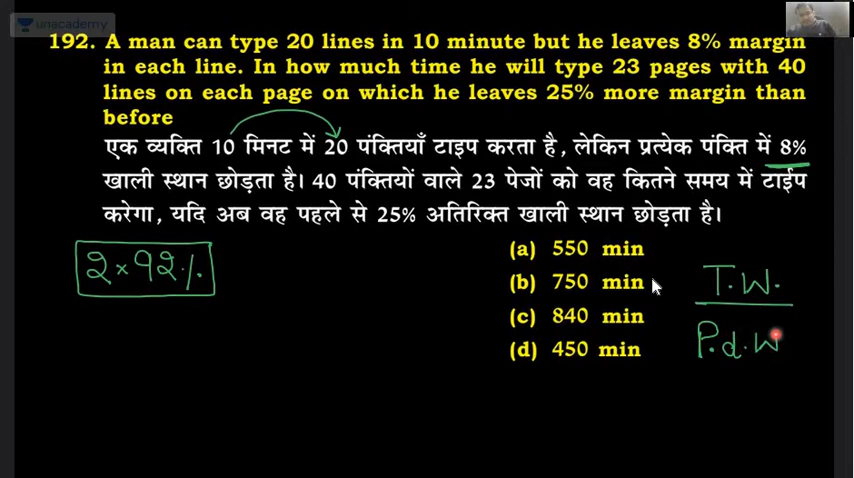 unacademy
192. A man can type 20 lines in 10 minute but he leaves 8% margin
in each line. In how much time he will type 23 pages with 40
lines on each page on which he leaves 25% more margin than
before
एक व्यक्ति 10 मिनट में 20 पंक्तियाँ टाइप करता है, लेकिन प्रत्येक पंक्ति में 8%
खाली स्थान छोड़ता है। 40 पंक्तियों वाले 23 पेजों को वह कितने समय में टाईप
करेगा, यदि अब वह पहले से 25% अतिरिक्त खाली स्थान छोड़ता है।
2 × 92%
(a) 550 min
(b) 750 min
(c) 840 min
(d) 450 min
T.W.
P.d.W